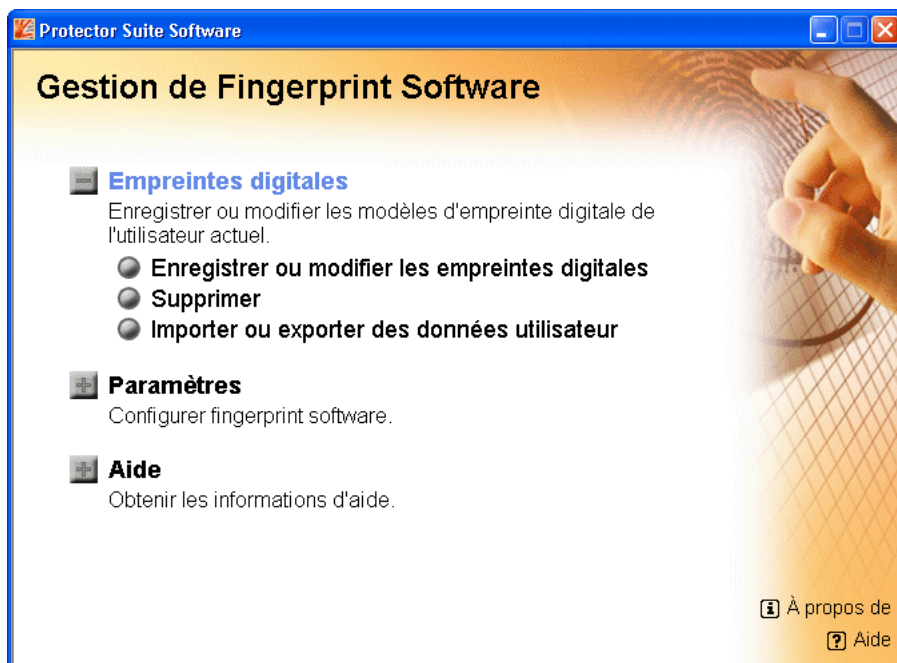 Protector Suite Software
Gestion de Fingerprint Software
Empreintes digitales
Enregistrer ou modifier les modèles d'empreinte digitale de
l'utilisateur actuel.
Enregistrer ou modifier les empreintes digitales
Supprimer
Importer ou exporter des données utilisateur
Paramètres
Configurer fingerprint software.
Aide
Obtenir les informations d'aide.
À propos de
Aide